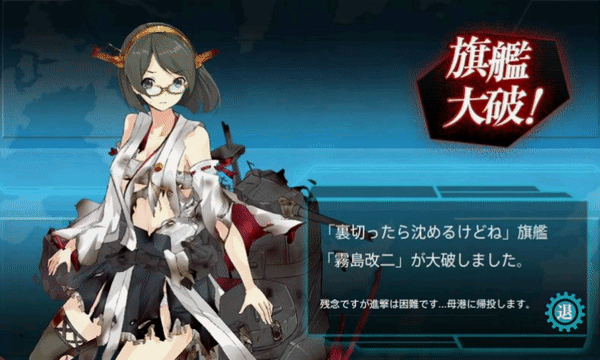 旗艦
大破!
「裏切ったら沈めるけどね」旗艦
「霧島改二」が大破しました。
残念ですが進撃は困難です...母港に帰投します。
退